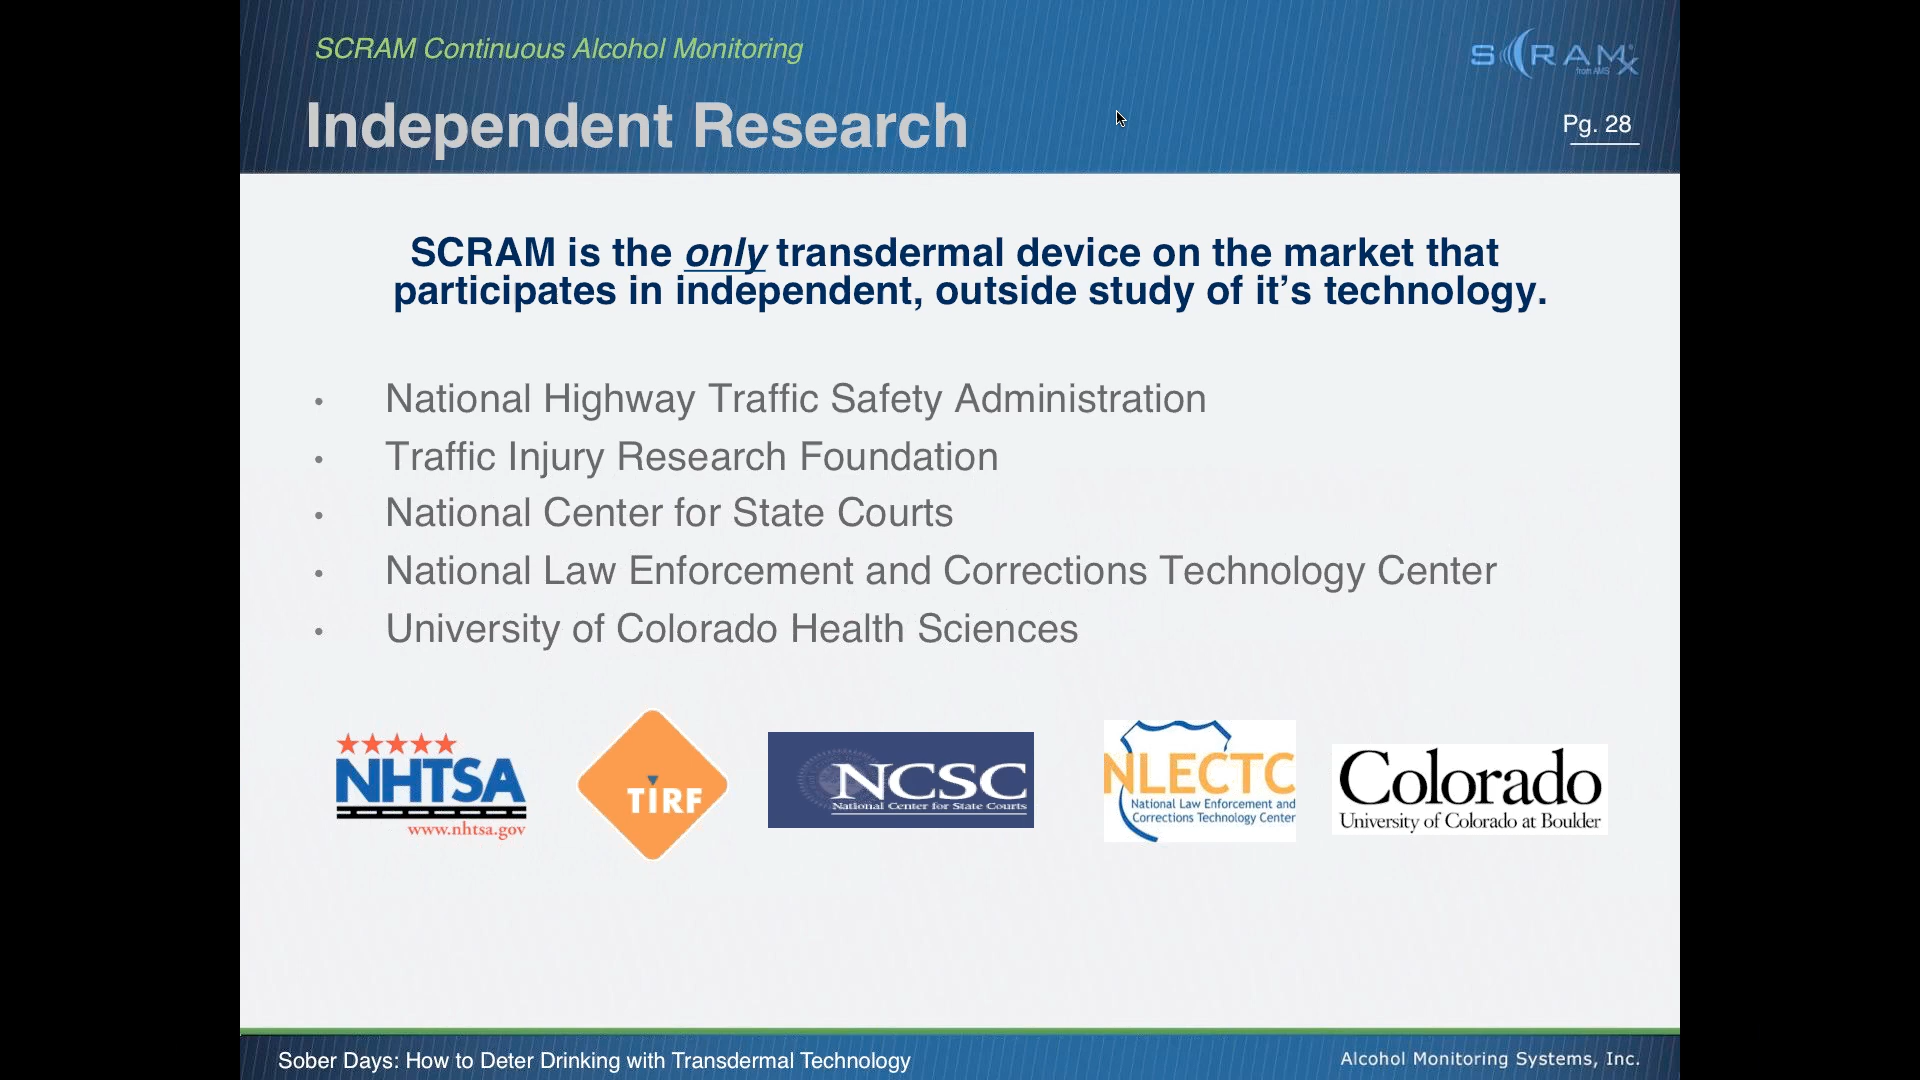 SCRAM Continuous Alcohol Monitoring
SCRAMx
from AMS
Independent Research
Pg. 28
SCRAM is the only transdermal device on the market that
participates in independent, outside study of it’s technology.
• National Highway Traffic Safety Administration
• Traffic Injury Research Foundation
• National Center for State Courts
• National Law Enforcement and Corrections Technology Center
• University of Colorado Health Sciences
NHTSA
www.nhtsa.gov
TIRF
NCSC
National Center for State Courts
NLECTC
National Law Enforcement and
Corrections Technology Center
Colorado
University of Colorado at Boulder
Sober Days: How to Deter Drinking with Transdermal Technology
Alcohol Monitoring Systems, Inc.